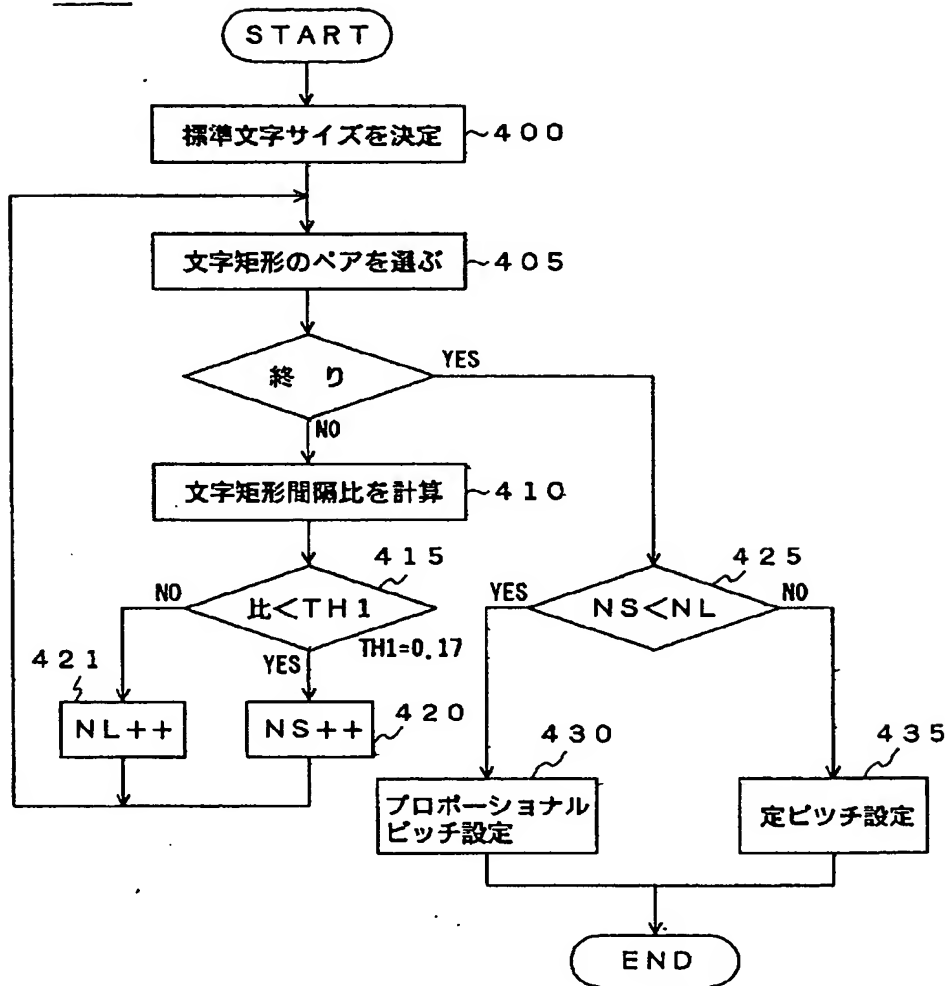 START
標準文字サイズを決定
~400
文字矩形のペアを選ぶ
~405
終り
YES
NO
文字矩形間隔比を計算
~410
415
425
NO
比<TH1
YES
NS<NL
NO
TH1=0.17
YES
421
NL++
NS++
420
430
435
プロポーショナル
ピッチ設定
定ピッチ設定
END